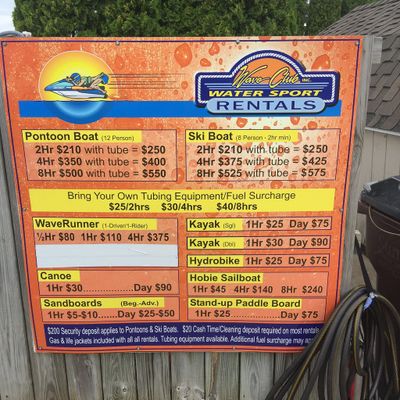 Wave Club INC.
WATER SPORT
RENTALS
Pontoon Boat (12 Person)
2Hr $210 with tube = $250
4Hr $350 with tube = $400
8Hr $500 with tube = $550
Ski Boat (6 Person - 2hr min)
2Hr $210 with tube = $250
4Hr $375 with tube = $425
8Hr $525 with tube = $575
Bring Your Own Tubing Equipment/Fuel Surcharge
$25/2hrs $30/4hrs $40/8hrs
WaveRunner (1-Driver/1-Rider)
½Hr $80 1Hr $110 4Hr $375
Canoe
1Hr $30 Day $90
Sandboards (Beg.-Adv.)
1Hr $5-$10 Day $25-$50
Kayak (Sgl) 1Hr $25 Day $75
Kayak (Dbl) 1Hr $30 Day $90
Hydrobike 1Hr $25 Day $75
Hobie Sailboat
1Hr $45 4Hr $140 8Hr $240
Stand-up Paddle Board
1Hr $25 Day $75
$200 Security deposit applies to Pontoons & Ski Boats. $20 Cash Time/Cleaning deposit required on most rentals
Gas & life jackets included with all rentals. Tubing equipment available. Additional fuel surcharge may